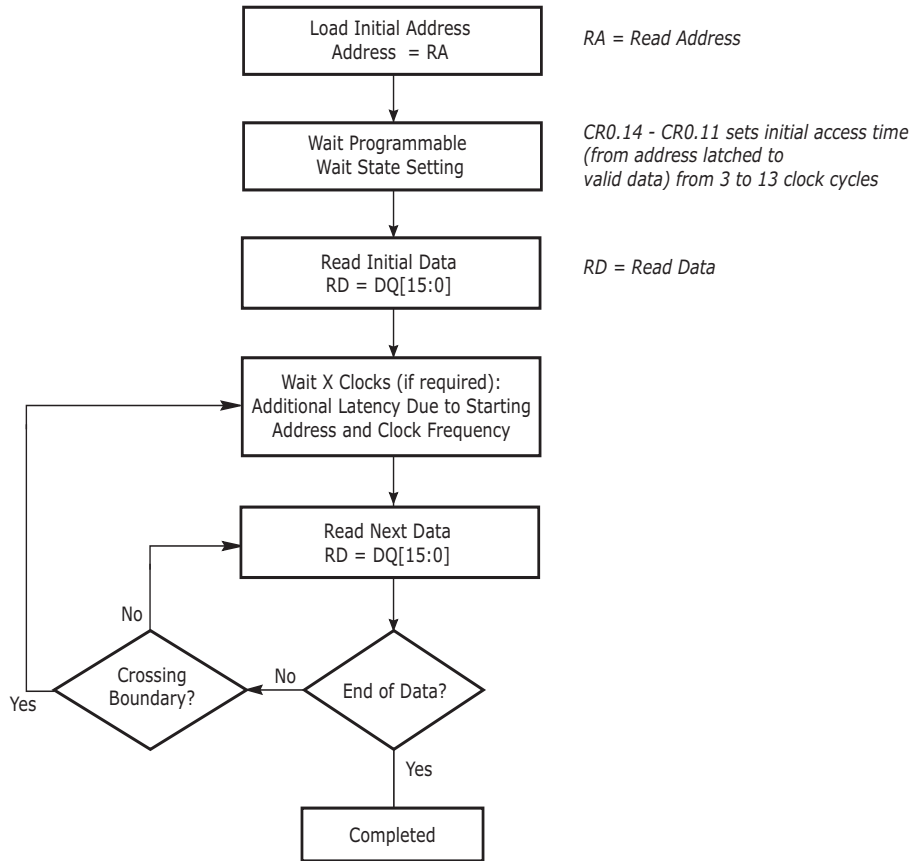 Load Initial Address
Address = RA
RA = Read Address
Wait Programmable
Wait State Setting
CR0.14 - CR0.11 sets initial access time
(from address latched to
valid data) from 3 to 13 clock cycles
Read Initial Data
RD = DQ[15:0]
RD = Read Data
Wait X Clocks (if required):
Additional Latency Due to Starting
Address and Clock Frequency
Read Next Data
RD = DQ[15:0]
No
Crossing
Boundary?
No
End of Data?
Yes
Yes
Completed